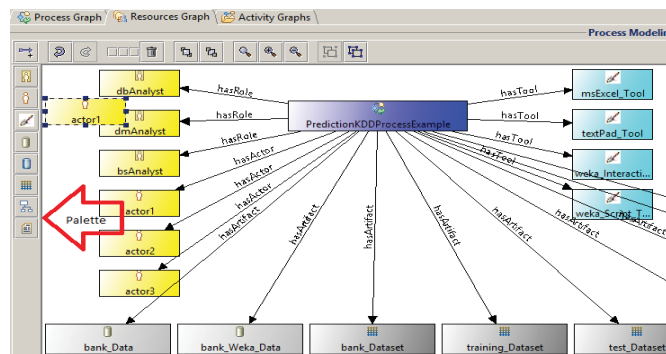 Process Graph Resources Graph Activity Graphs
Process Modelin
dbAnalyst
hasRole
hasTool
msExcel_Tool
actor1
dmAnalyst
hasRole
PredictionKDDProcessExample
hasTool
textPad_Tool
bsAnalyst
hasRole
hasTool
weka_Interacti...
hasActor
hasTool
actor1
hasActor
weka_Script_T...
Palette
hasActor
hasArtifact
actor2
hasArtifact
hasArtifact
hasArtifact
hasArtifact
hasArtifact
actor3
bank_Data
bank_Weka_Data
bank_Dataset
training_Dataset
test_Dataset